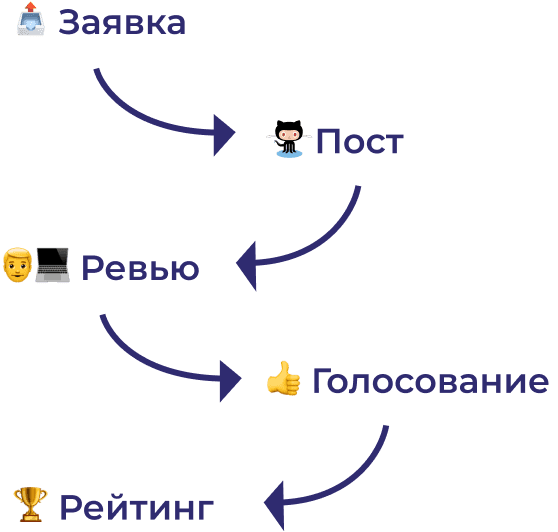 Заявка
Пост
Ревью
Голосование
Рейтинг